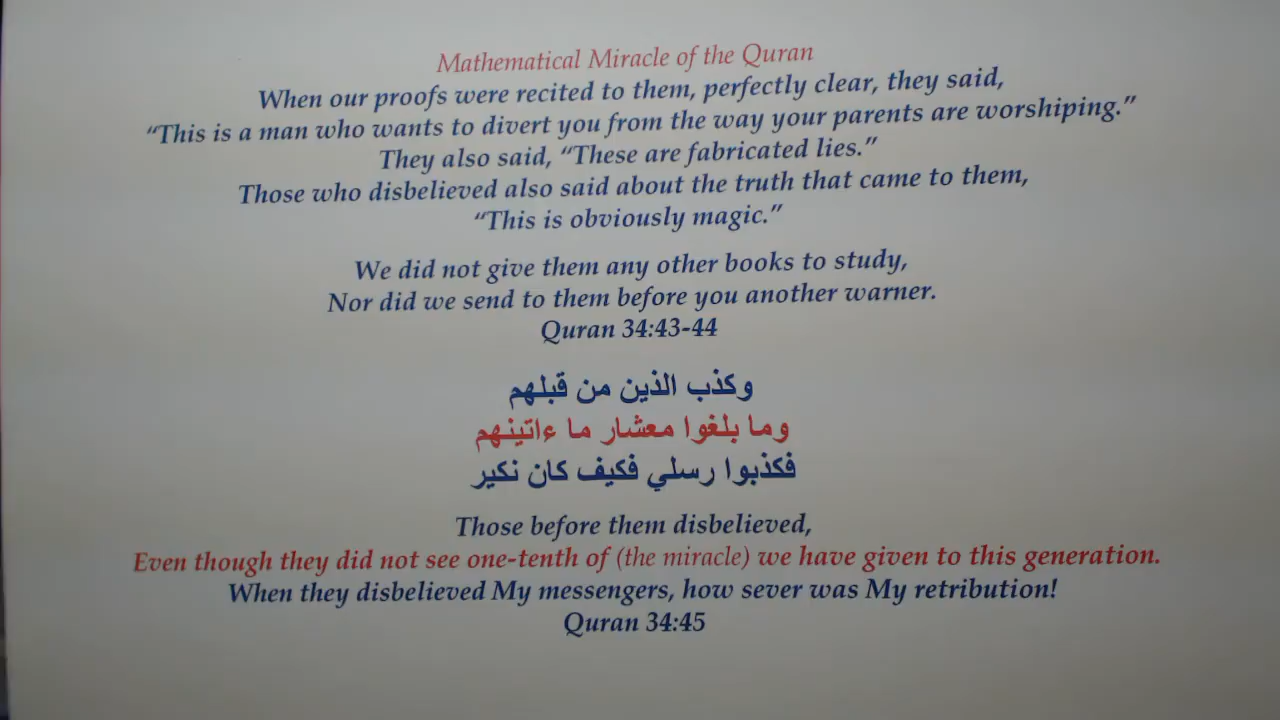 Mathematical Miracle of the Quran
When our proofs were recited to them, perfectly clear, they said,
“This is a man who wants to divert you from the way your parents are worshiping.”
They also said, “These are fabricated lies.”
Those who disbelieved also said about the truth that came to them,
“This is obviously magic.”
We did not give them any other books to study,
Nor did we send to them before you another warner.
Quran 34:43-44
وكذب الذين من قبلهم
وما بلغوا معشار ما ءاتينهم
فكذبوا رسلي فكيف كان نكير
Those before them disbelieved,
Even though they did not see one-tenth of (the miracle) we have given to this generation.
When they disbelieved My messengers, how sever was My retribution!
Quran 34:45